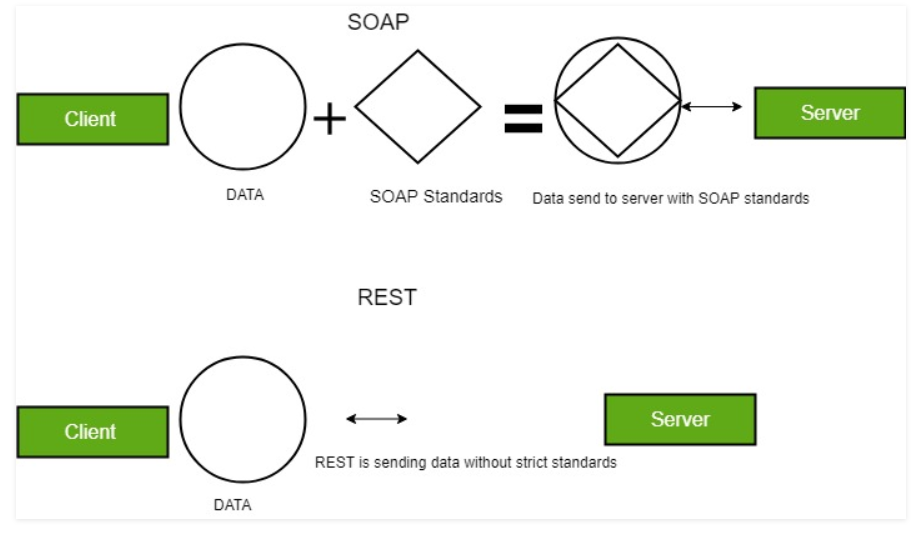 SOAP
Client
Server
DATA
SOAP Standards
Data send to server with SOAP standards
REST
Client
Server
REST is sending data without strict standards
DATA